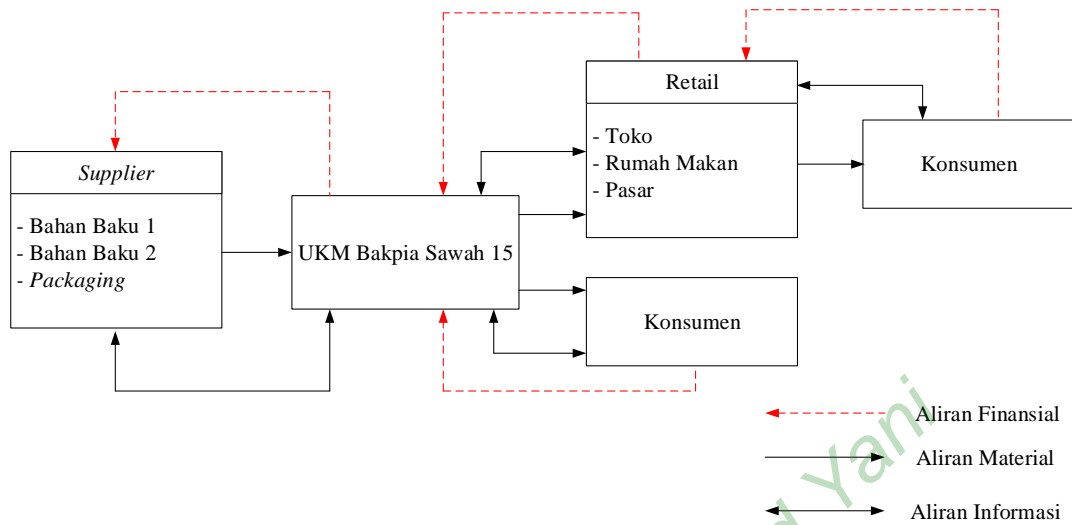 Supplier
- Bahan Baku 1
- Bahan Baku 2
- Packaging
UKM Bakpia Sawah 15
Retail
- Toko
- Rumah Makan
- Pasar
Konsumen
Konsumen
Aliran Finansial
Aliran Material
Aliran Informasi
Yani